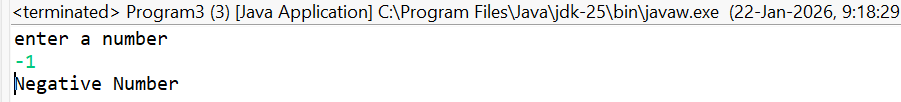 <terminated> Program3 (3) [Java Application] C:\Program Files\Java\jdk-25\bin\javaw.exe (22-Jan-2026, 9:18:29
enter a number
-1
Negative Number